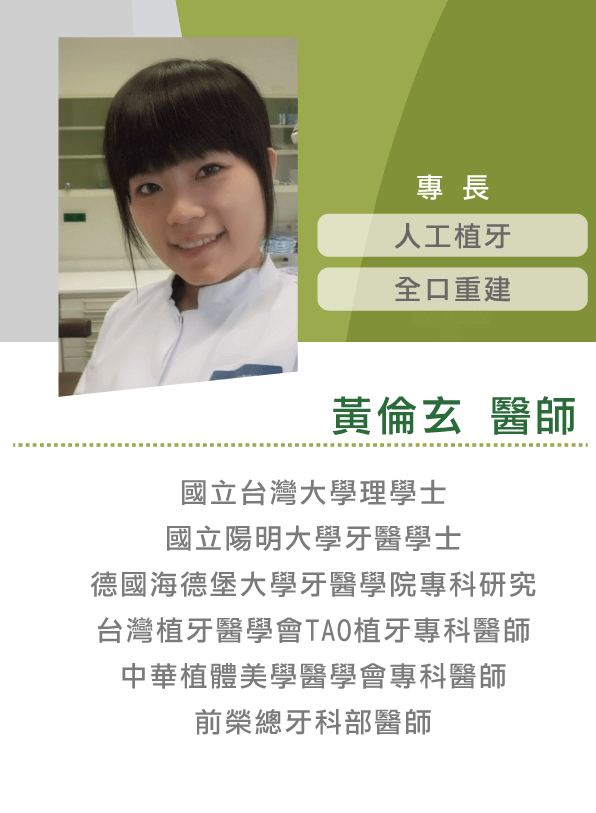 專 長
人工植牙
全口重建
黃倫玄 醫師
國立台灣大學理學士
國立陽明大學牙醫學士
德國海德堡大學牙醫學院專科研究
台灣植牙醫學會TAO植牙專科醫師
中華植體美學醫學會專科醫師
前榮總牙科部醫師